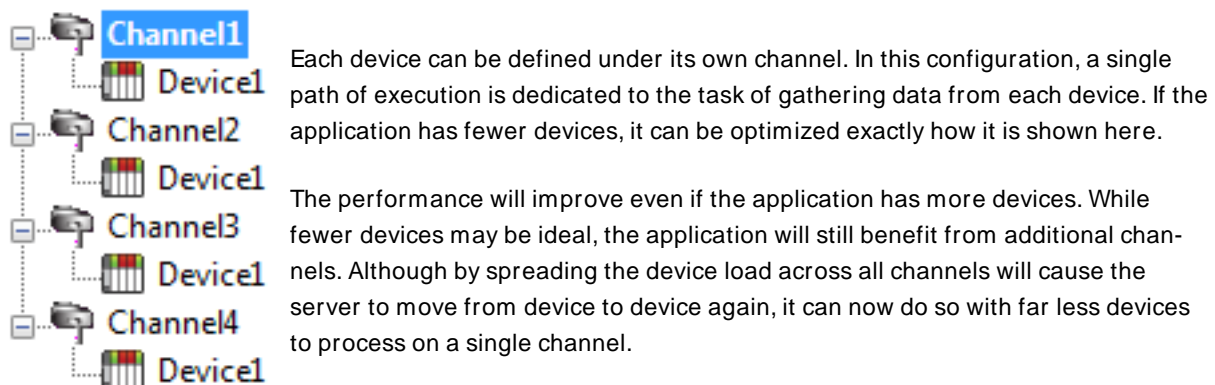 Channel1
Device1
Channel2
Device1
Channel3
Device1
Channel4
Device1
Each device can be defined under its own channel. In this configuration, a single
path of execution is dedicated to the task of gathering data from each device. If the
application has fewer devices, it can be optimized exactly how it is shown here.
The performance will improve even if the application has more devices. While
fewer devices may be ideal, the application will still benefit from additional chan-
nels. Although by spreading the device load across all channels will cause the
server to move from device to device again, it can now do so with far less devices
to process on a single channel.